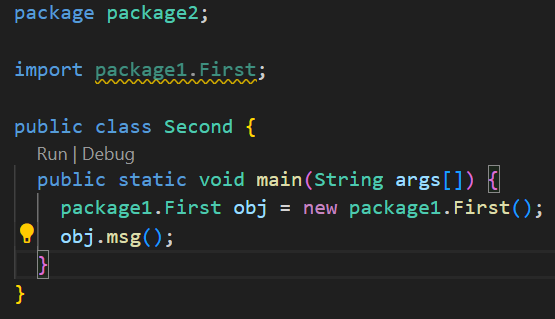 package package2;
import package1.First;
public class Second {
Run | Debug
public static void main(String args[]) {
package1.First obj = new package1.First();
obj.msg();
}
}